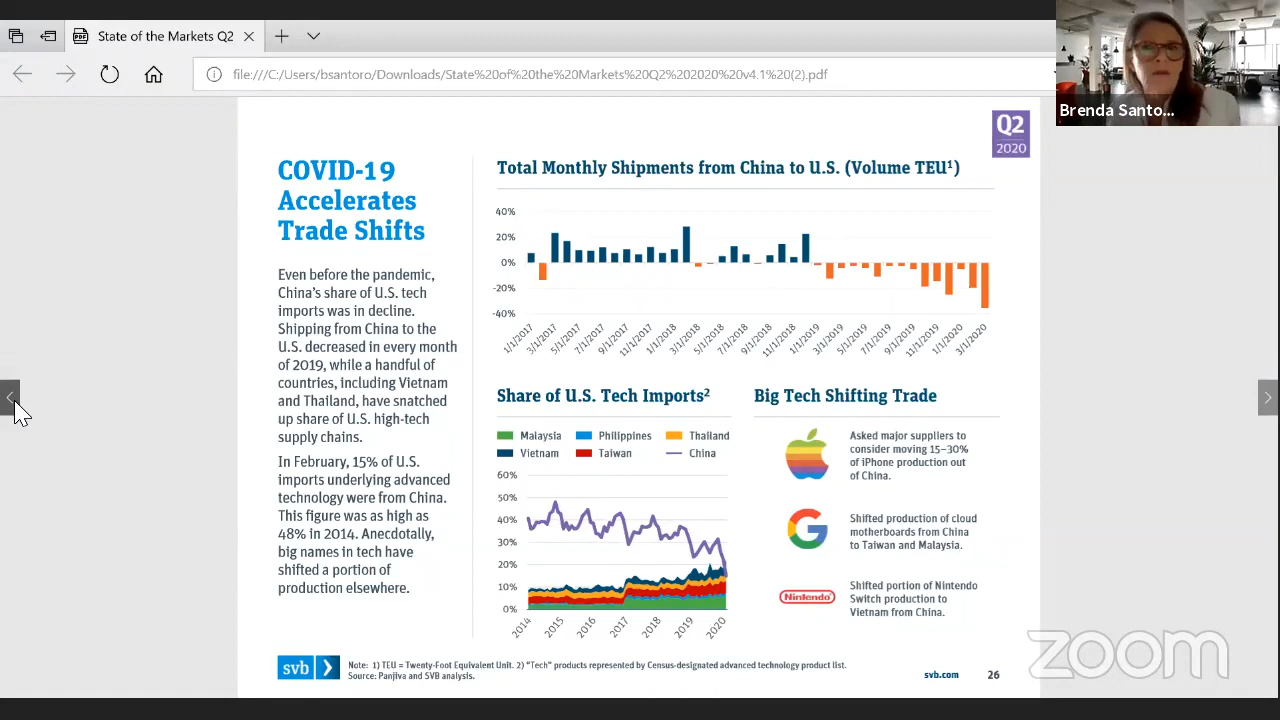 State of the Markets Q2
file:///C:/Users/bsantoro/Downloads/State%20of%20the%20Markets%20Q2%202020%20v4.1%20(2).pdf
Brenda Santo...
Q2
2020
COVID-19
Accelerates
Trade Shifts
Even before the pandemic,
China's share of U.S. tech
imports was in decline.
Shipping from China to the
U.S. decreased in every month
of 2019, while a handful of
countries, including Vietnam
and Thailand, have snatched
up share of U.S. high-tech
supply chains.
In February, 15% of U.S.
imports underlying advanced
technology were from China.
This figure was as high as
48% in 2014. Anecdotally,
big names in tech have
shifted a portion of
production elsewhere.
Total Monthly Shipments from China to U.S. (Volume TEU¹)
40%
20%
0%
-20%
-40%
1/1/2017
3/1/2017
5/1/2017
7/1/2017
9/1/2017
11/1/2017
1/1/2018
3/1/2018
5/1/2018
7/1/2018
9/1/2018
11/1/2018
1/1/2019
3/1/2019
5/1/2019
7/1/2019
9/1/2019
11/1/2019
1/1/2020
3/1/2020
Share of U.S. Tech Imports²
Malaysia Philippines Thailand
Vietnam Taiwan China
60%
50%
40%
30%
20%
10%
0%
2014
2015
2016
2017
2018
2019
2020
Big Tech Shifting Trade
Asked major suppliers to
consider moving 15–30%
of iPhone production out
of China.
Shifted production of cloud
motherboards from China
to Taiwan and Malaysia.
Nintendo
Shifted portion of Nintendo
Switch production to
Vietnam from China.
svb
Note: 1) TEU = Twenty-Foot Equivalent Unit. 2) "Tech" products represented by Census-designated advanced technology product list.
Source: Panjiva and SVB analysis.
svb.com 26
zoom